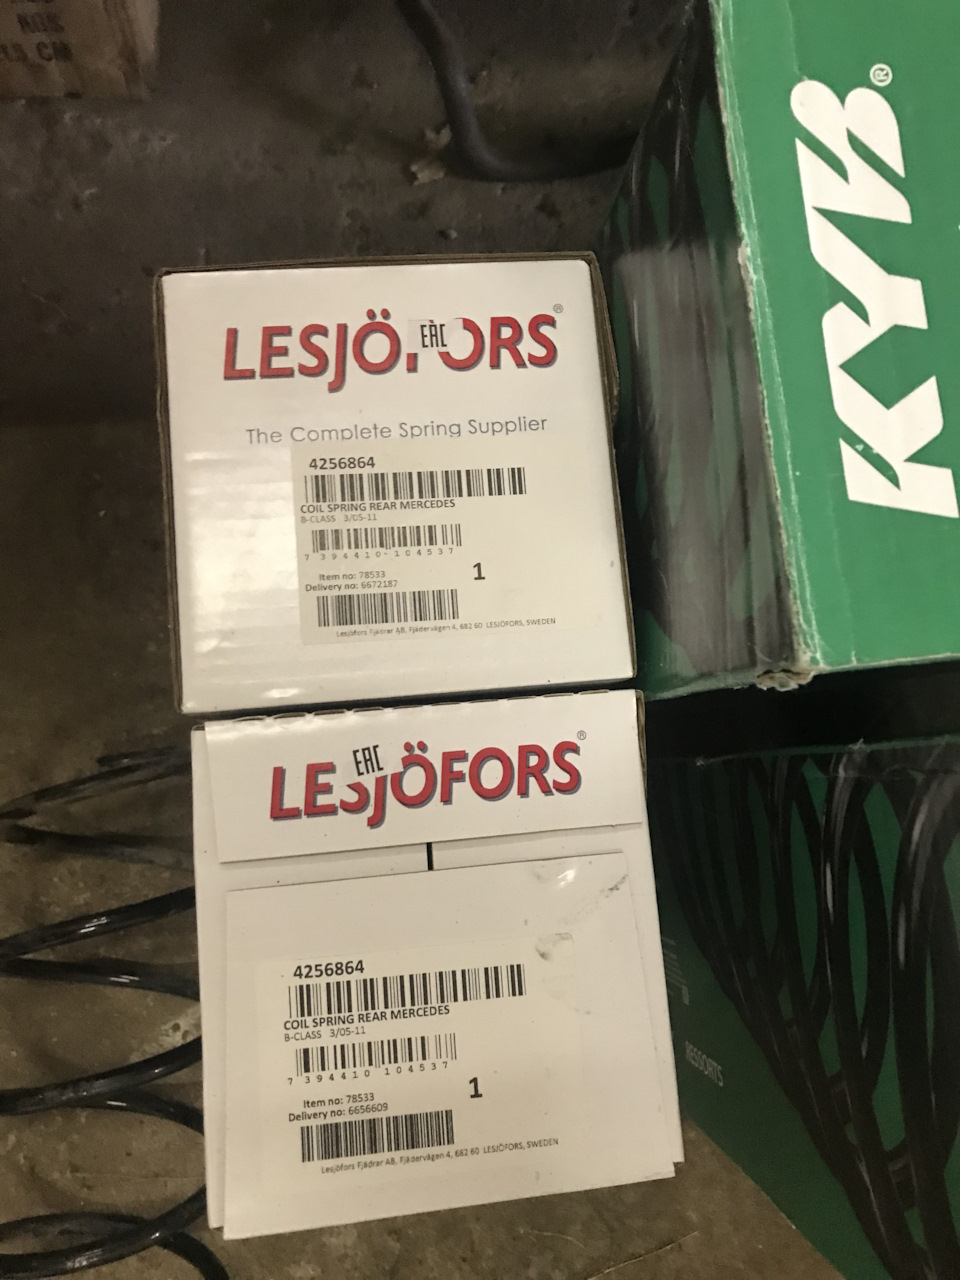 KYB®
LESJÖFORS®
EAC
The Complete Spring Supplier
4256864
COIL SPRING REAR MERCEDES
B-CLASS 3/05-11
7 394410 104537
Item no: 78533
Delivery no: 6672187
1
Lesjöfors Fjädrar AB, Fjädervägen 4, 682 60 LESJÖFORS, SWEDEN
LESJÖFORS®
EAC
4256864
COIL SPRING REAR MERCEDES
B-CLASS 3/05-11
7 394410 104537
Item no: 78533
Delivery no: 6656609
1
Lesjöfors Fjädrar AB, Fjädervägen 4, 682 60 LESJÖFORS, SWEDEN
RESSORTS